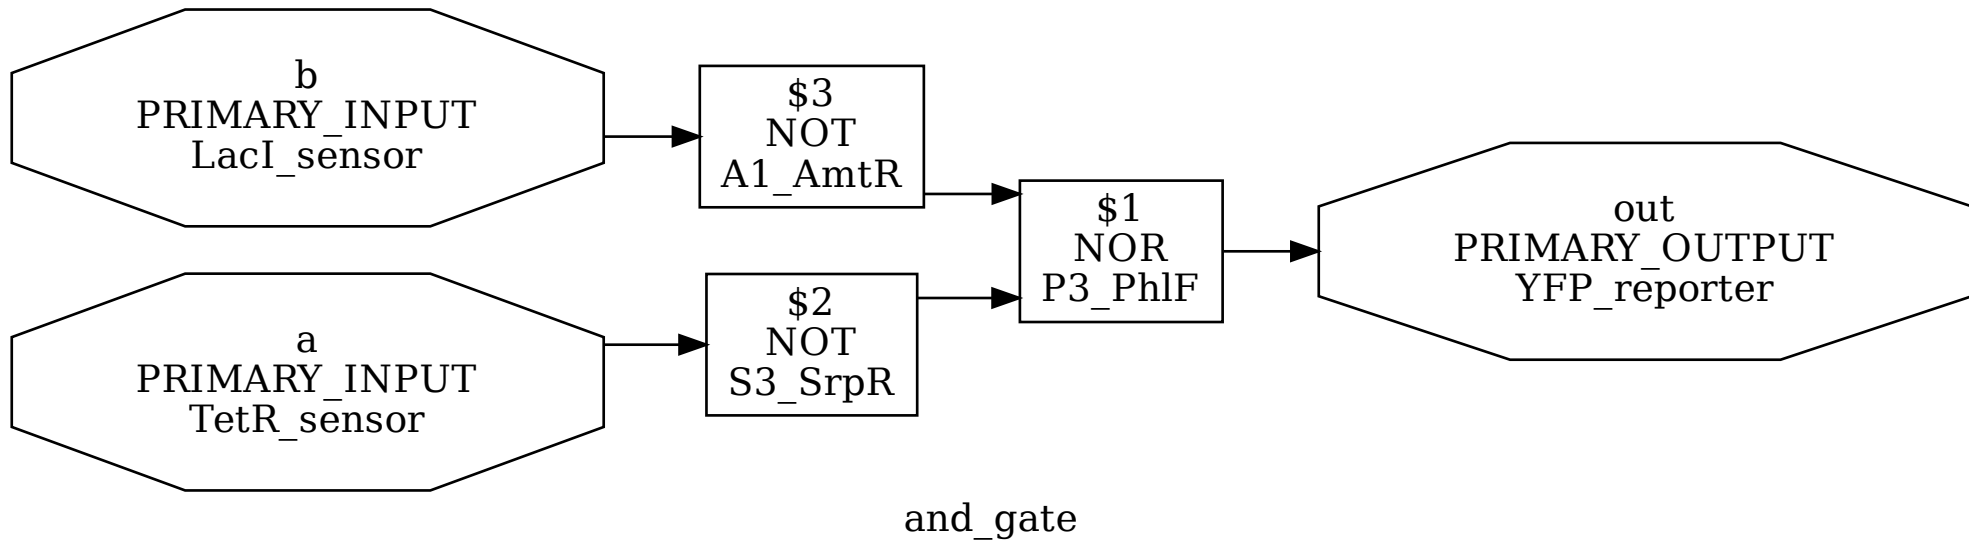 b
PRIMARY_INPUT
LacI_sensor
$3
NOT
A1_AmtR
a
PRIMARY_INPUT
TetR_sensor
$2
NOT
S3_SrpR
$1
NOR
P3_PhlF
out
PRIMARY_OUTPUT
YFP_reporter
and_gate